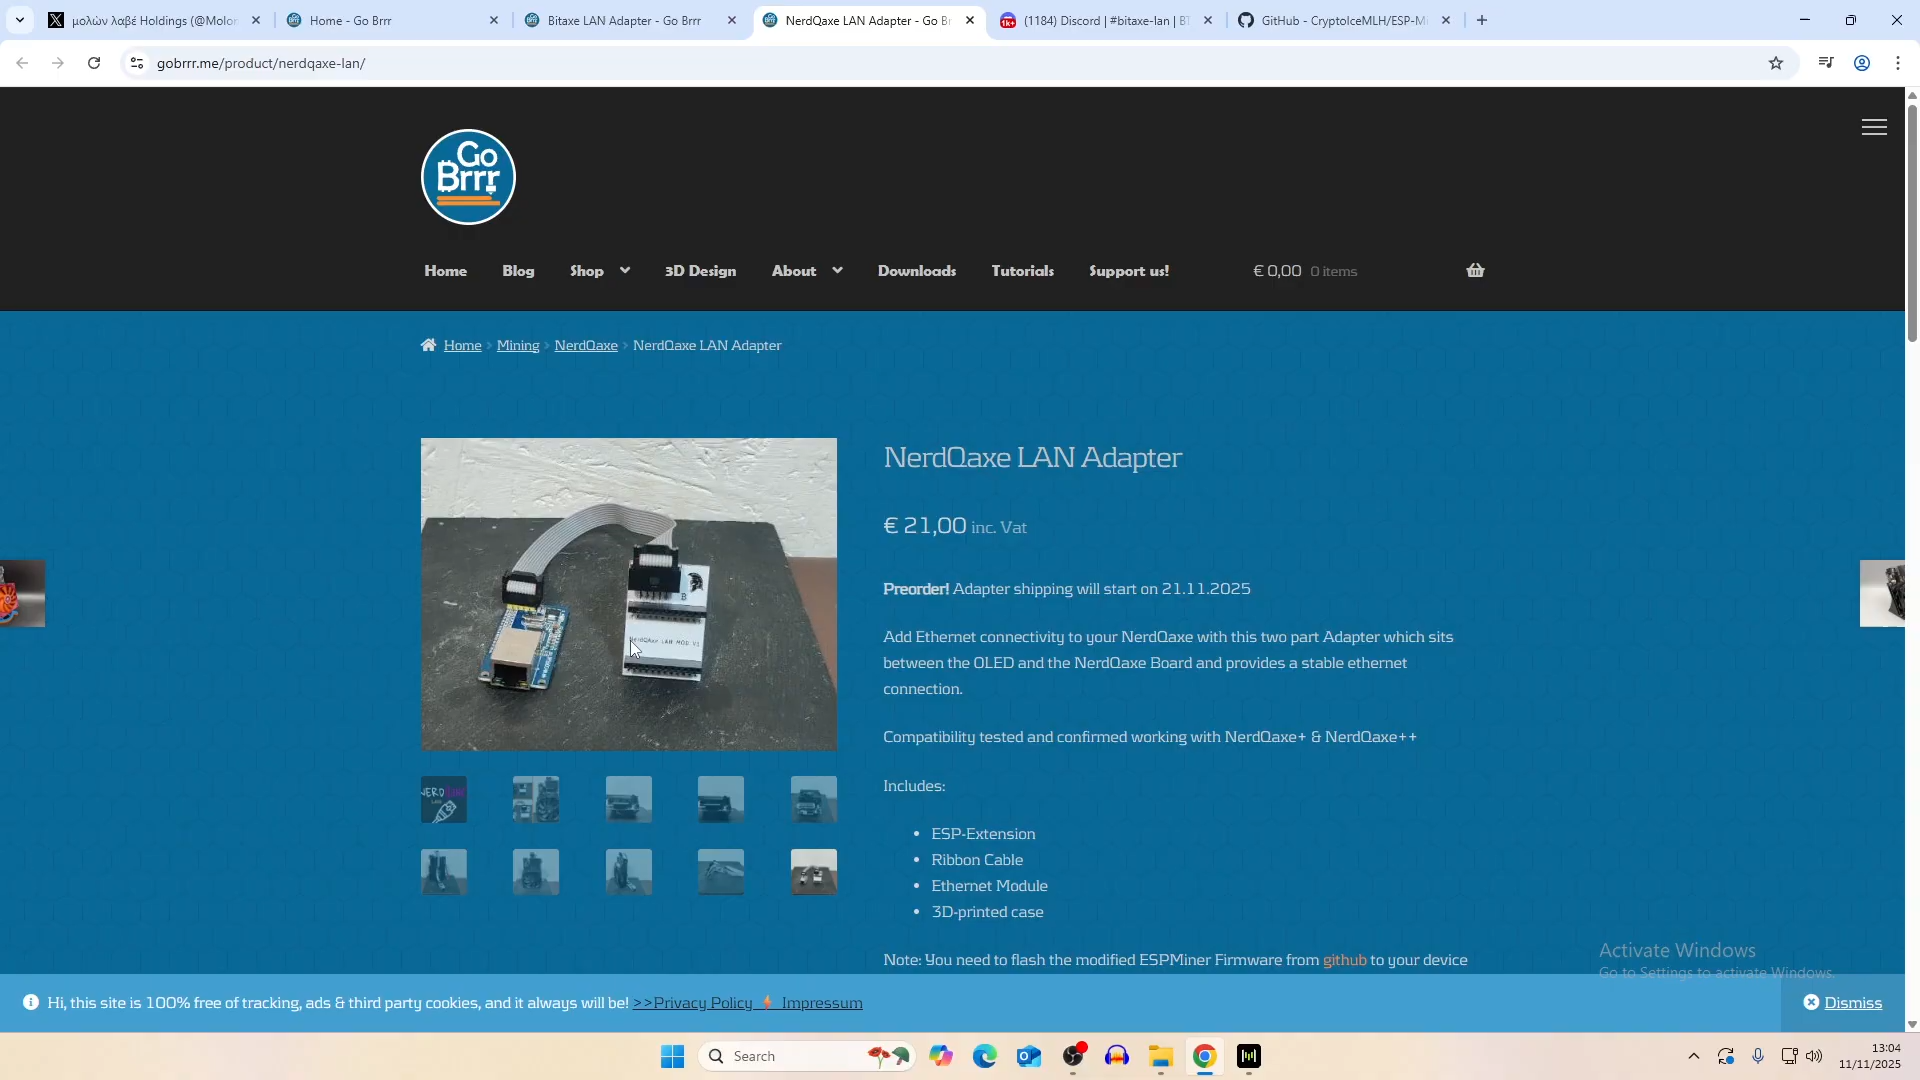 μολὼν λαβέ Holdings (@Molon
Home - Go Brrr
Bitaxe LAN Adapter - Go Brrr
NerdQaxe LAN Adapter - Go Br
(1184) Discord | #bitaxe-lan |
GitHub - CryptoIceMLH/ESP-M
gobrrr.me/product/nerdqaxe-lan/
Go
Brrr
Home
Blog
Shop
3D Design
About
Downloads
Tutorials
Support us!
€ 0,00 0 items
Home
Mining
NerdQaxe
NerdQaxe LAN Adapter
NerdQAxe LAN MOD V1
B
NERD
LAN
NerdQaxe LAN Adapter
€ 21,00 inc. Vat
Preorder! Adapter shipping will start on 21.11.2025
Add Ethernet connectivity to your NerdQaxe with this two part Adapter which sits
between the OLED and the NerdQaxe Board and provides a stable ethernet
connection.
Compatibility tested and confirmed working with NerdQaxe+ & NerdQaxe++
Includes:
• ESP-Extension
• Ribbon Cable
• Ethernet Module
• 3D-printed case
Note: You need to flash the modified ESPMiner Firmware from github to your device
Activate Windows
Go to Settings to activate Windows.
Hi, this site is 100% free of tracking, ads & third party cookies, and it always will be! >>Privacy Policy Impressum
Dismiss
Search
13:04
11/11/2025